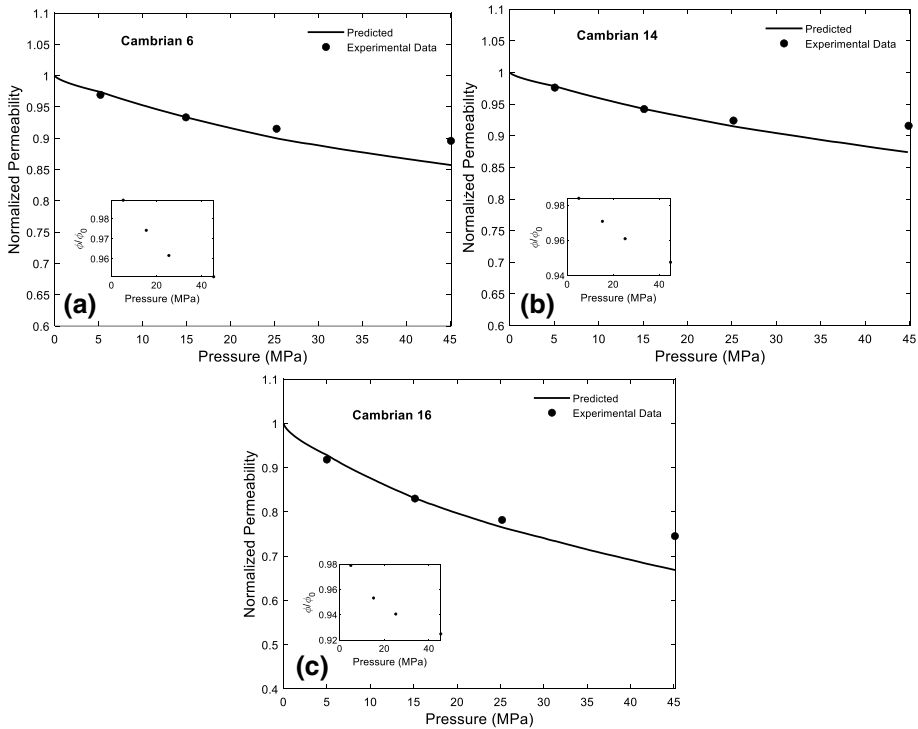 Cambrian 6
Predicted
Experimental Data
1.1
1.05
1
0.95
0.9
0.85
0.8
0.75
0.7
0.65
0.6
Normalized Permeability
0 5 10 15 20 25 30 35 40 45
Pressure (MPa)
0.98
0.97
0.96
ϕ/ϕ0
0 20 40
Pressure (MPa)
(a)
Cambrian 14
Predicted
Experimental Data
1.1
1.05
1
0.95
0.9
0.85
0.8
0.75
0.7
0.65
0.6
Normalized Permeability
0 5 10 15 20 25 30 35 40 45
Pressure (MPa)
0.98
0.96
0.94
ϕ/ϕ0
0 20 40
Pressure (MPa)
(b)
Cambrian 16
Predicted
Experimental Data
1.1
1
0.9
0.8
0.7
0.6
0.5
0.4
Normalized Permeability
0 5 10 15 20 25 30 35 40 45
Pressure (MPa)
0.98
0.96
0.94
0.92
ϕ/ϕ0
0 20 40
Pressure (MPa)
(c)